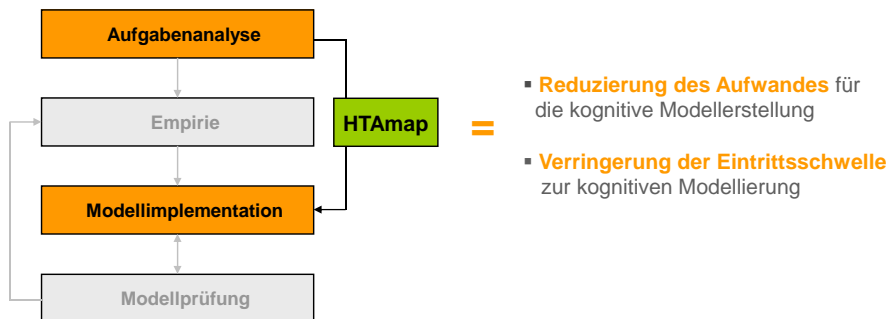 Aufgabenanalyse
Empirie
HTAmap
Modellimplementation
Modellprüfung
=
▪ Reduzierung des Aufwandes für
die kognitive Modellerstellung
▪ Verringerung der Eintrittsschwelle
zur kognitiven Modellierung